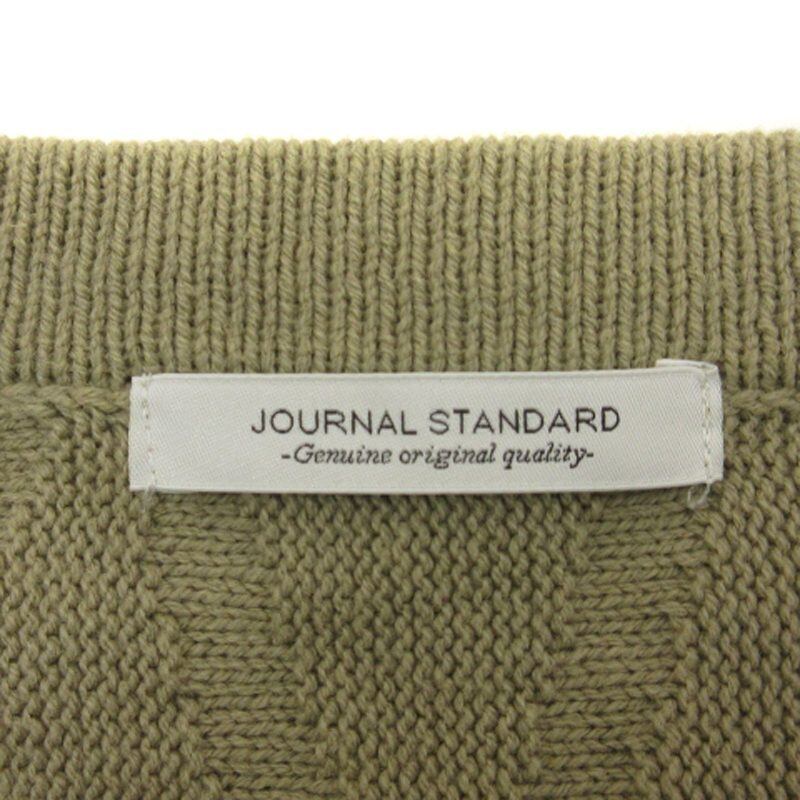 JOURNAL STANDARD
-Genuine original quality-